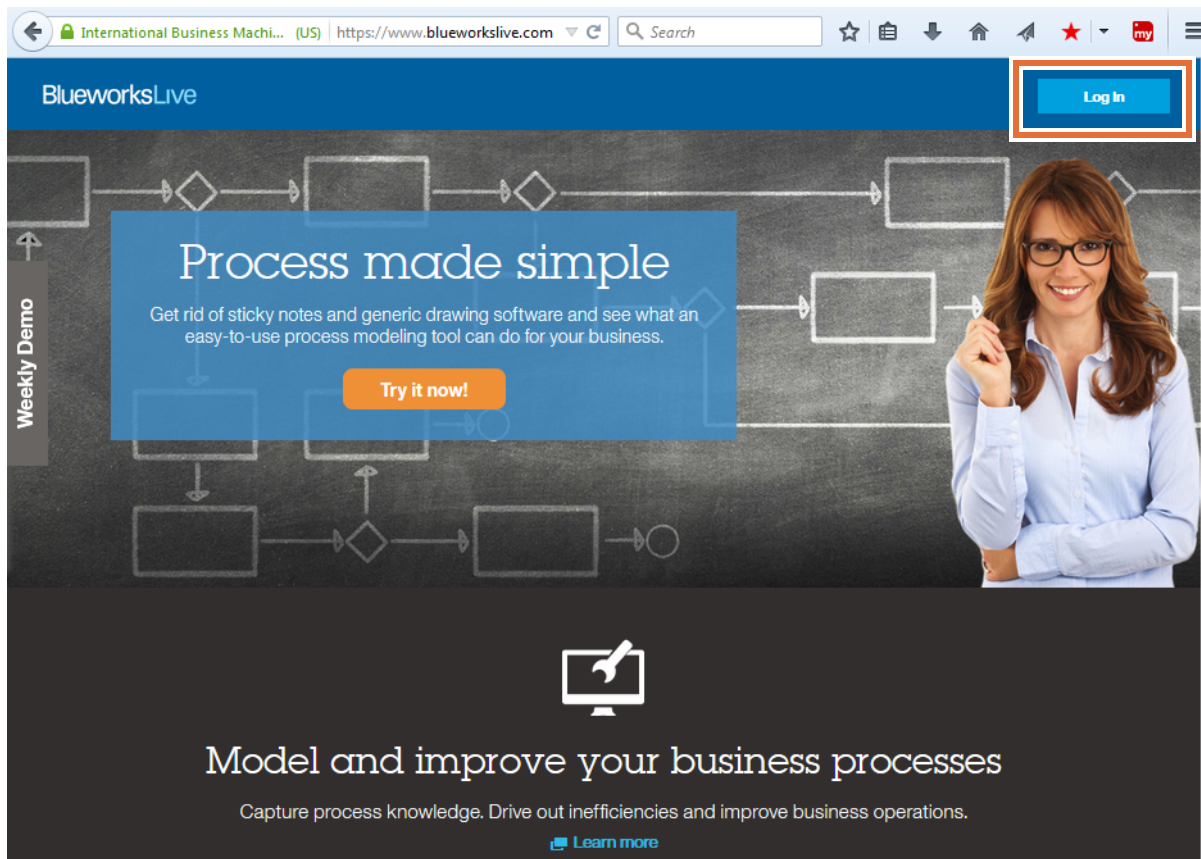 International Business Machi... (US) https://www.blueworkslive.com Search
my
BlueworksLive
Log In
Process made simple
Get rid of sticky notes and generic drawing software and see what an
easy-to-use process modeling tool can do for your business.
Try it now!
Weekly Demo
Model and improve your business processes
Capture process knowledge. Drive out inefficiencies and improve business operations.
Learn more